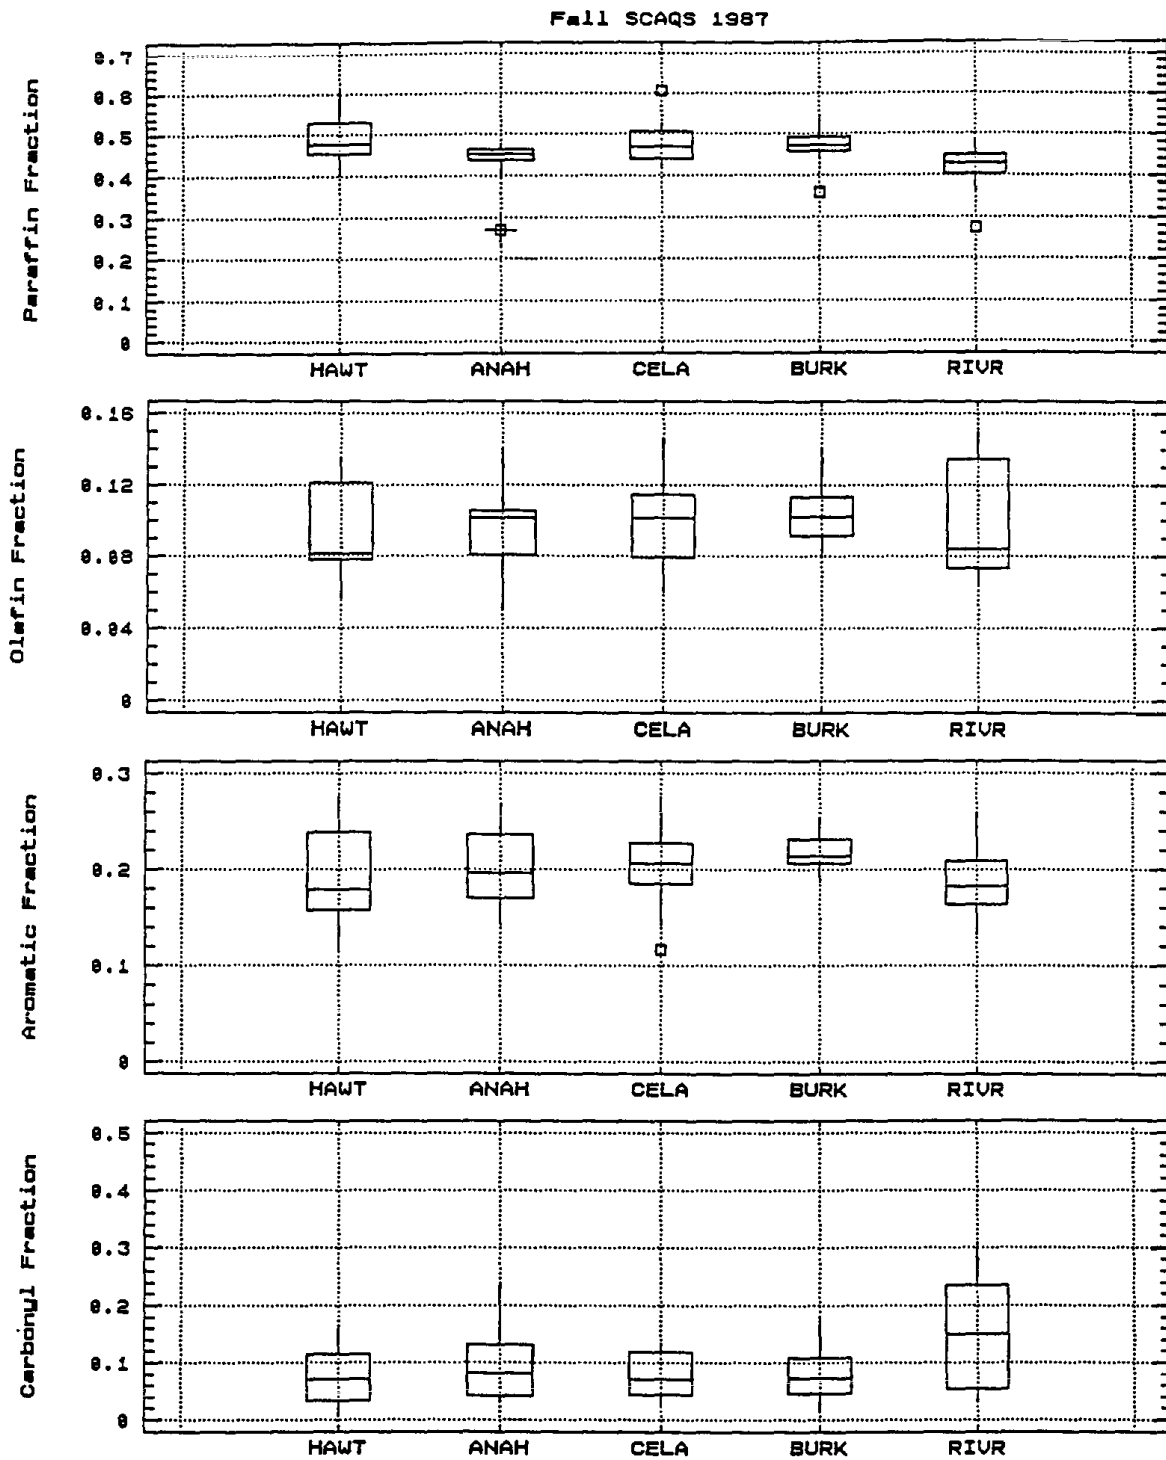 Fall SCAQS 1987
Paraffin Fraction
0.7
0.6
0.5
0.4
0.3
0.2
0.1
0
HAWT ANAH CELA BURK RIVR
Olefin Fraction
0.16
0.12
0.08
0.04
0
HAWT ANAH CELA BURK RIVR
Aromatic Fraction
0.3
0.2
0.1
0
HAWT ANAH CELA BURK RIVR
Carbonyl Fraction
0.5
0.4
0.3
0.2
0.1
0
HAWT ANAH CELA BURK RIVR